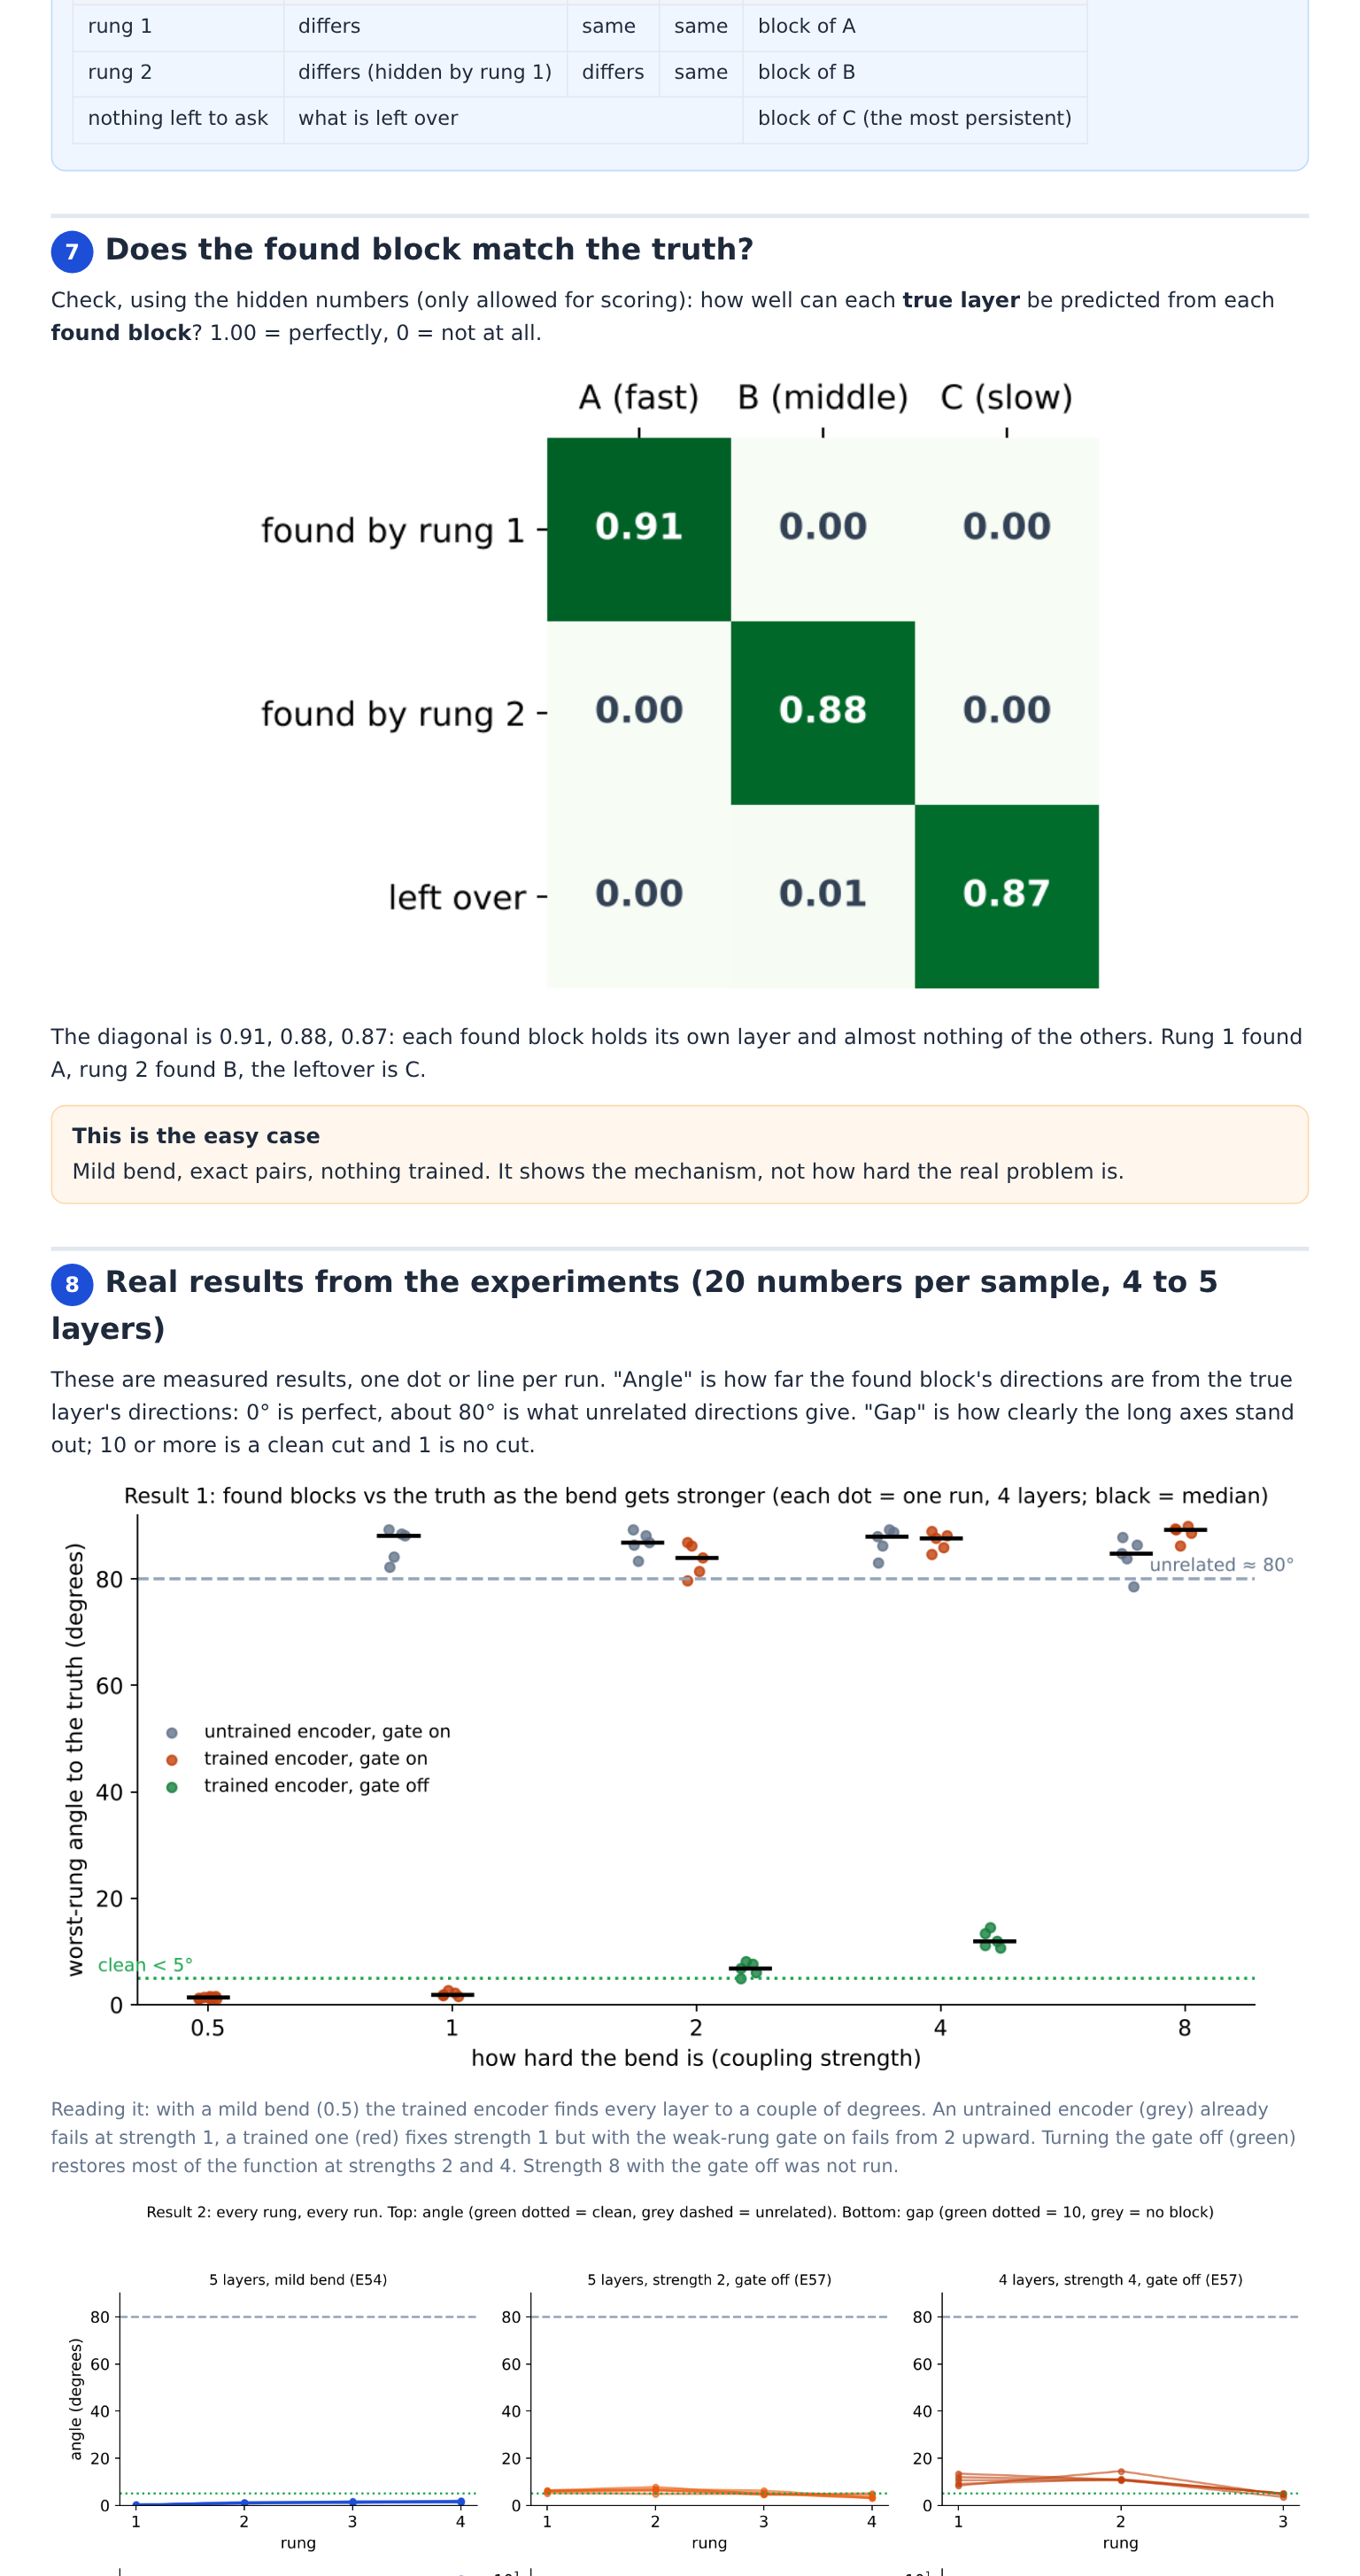 rung 1 differs same same block of A
rung 2 differs (hidden by rung 1) differs same block of B
nothing left to ask what is left over block of C (the most persistent)
7 Does the found block match the truth?
Check, using the hidden numbers (only allowed for scoring): how well can each true layer be predicted from each
found block? 1.00 = perfectly, 0 = not at all.
A (fast) B (middle) C (slow)
found by rung 1 0.91 0.00 0.00
found by rung 2 0.00 0.88 0.00
left over 0.00 0.01 0.87
The diagonal is 0.91, 0.88, 0.87: each found block holds its own layer and almost nothing of the others. Rung 1 found
A, rung 2 found B, the leftover is C.
This is the easy case
Mild bend, exact pairs, nothing trained. It shows the mechanism, not how hard the real problem is.
8 Real results from the experiments (20 numbers per sample, 4 to 5
layers)
These are measured results, one dot or line per run. "Angle" is how far the found block's directions are from the true
layer's directions: 0° is perfect, about 80° is what unrelated directions give. "Gap" is how clearly the long axes stand
out; 10 or more is a clean cut and 1 is no cut.
Result 1: found blocks vs the truth as the bend gets stronger (each dot = one run, 4 layers; black = median)
worst-rung angle to the truth (degrees)
80
60
40
20
0
unrelated ≈ 80°
untrained encoder, gate on
trained encoder, gate on
trained encoder, gate off
clean < 5°
0.5 1 2 4 8
how hard the bend is (coupling strength)
Reading it: with a mild bend (0.5) the trained encoder finds every layer to a couple of degrees. An untrained encoder (grey) already
fails at strength 1, a trained one (red) fixes strength 1 but with the weak-rung gate on fails from 2 upward. Turning the gate off (green)
restores most of the function at strengths 2 and 4. Strength 8 with the gate off was not run.
Result 2: every rung, every run. Top: angle (green dotted = clean, grey dashed = unrelated). Bottom: gap (green dotted = 10, grey = no block)
5 layers, mild bend (E54)
angle (degrees)
80
60
40
20
0
1 2 3 4
rung
5 layers, strength 2, gate off (E57)
80
60
40
20
0
1 2 3 4
rung
4 layers, strength 4, gate off (E57)
80
60
40
20
0
1 2 3
rung